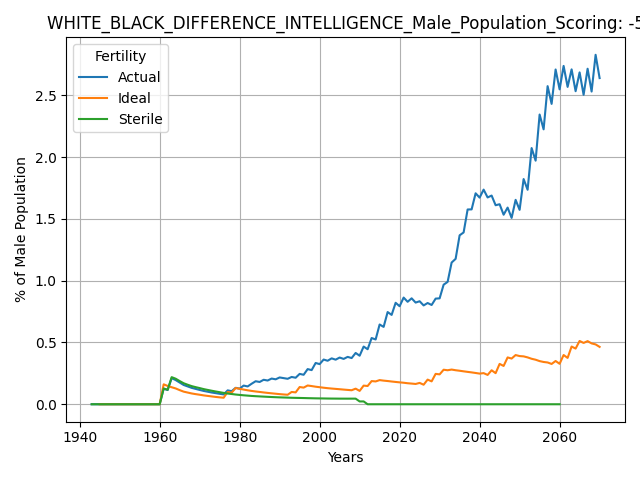 WHITE_BLACK_DIFFERENCE_INTELLIGENCE_Male_Population_Scoring: -5
Fertility
Actual
Ideal
Sterile
% of Male Population
2.5
2.0
1.5
1.0
0.5
0.0
1940 1960 1980 2000 2020 2040 2060
Years